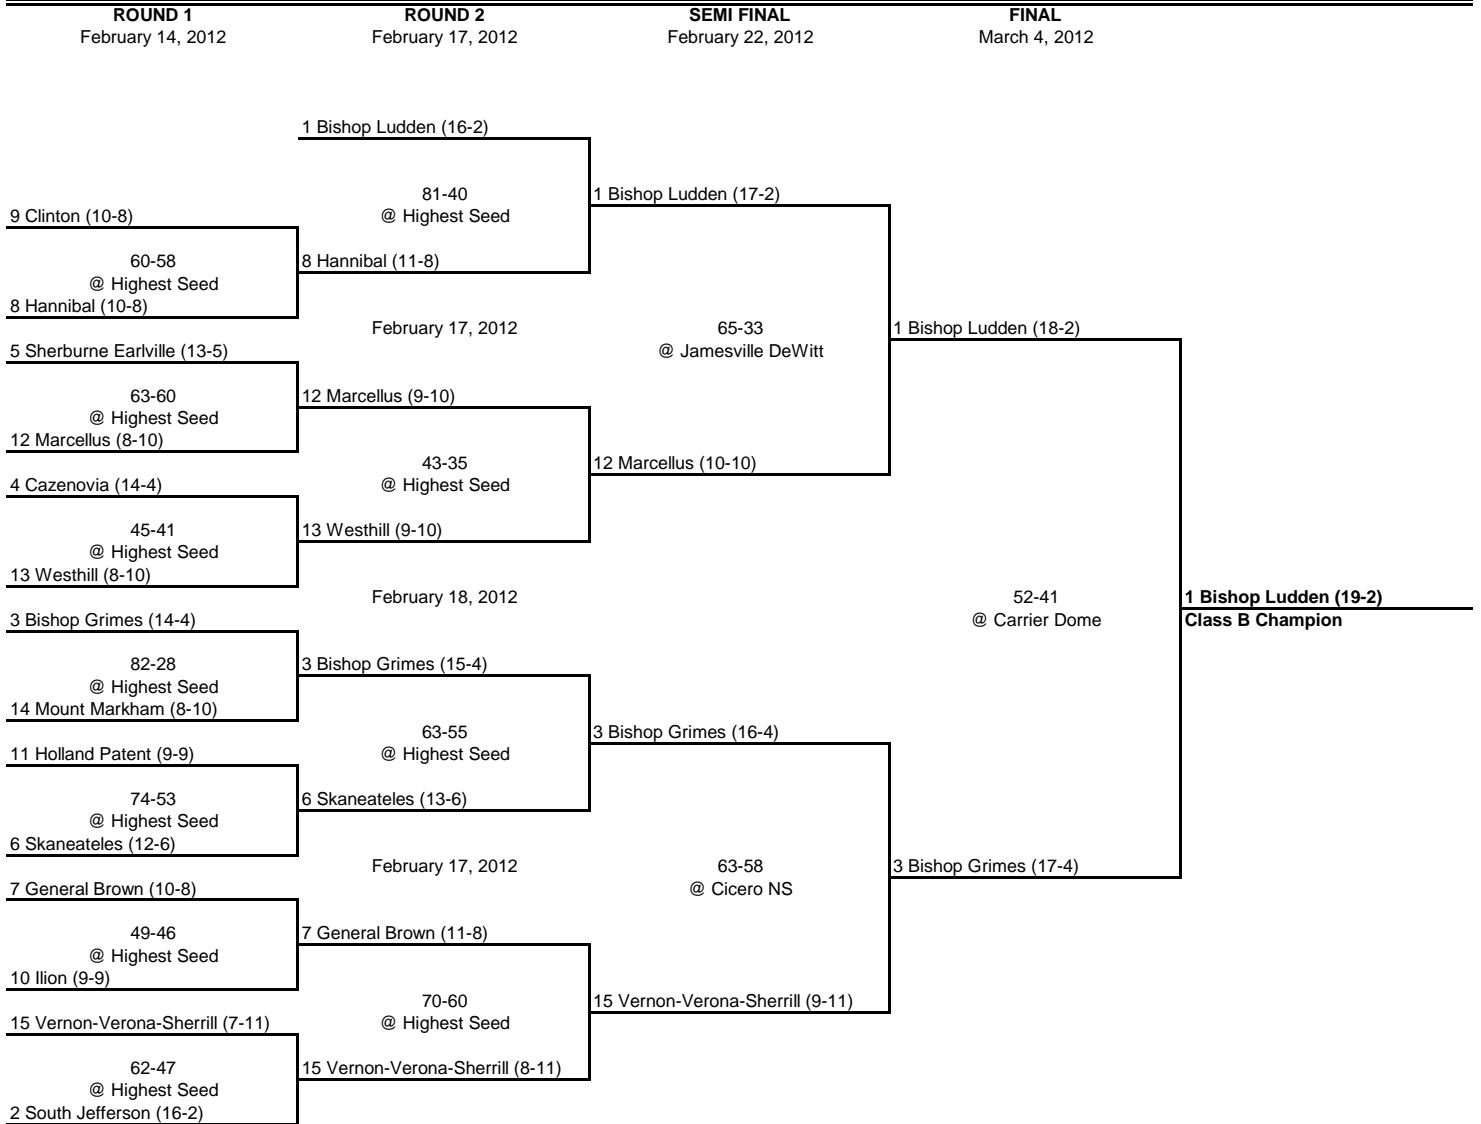 ROUND 1
February 14, 2012
ROUND 2
February 17, 2012
SEMI FINAL
February 22, 2012
FINAL
March 4, 2012
1 Bishop Ludden (16-2)
81-40
@ Highest Seed
1 Bishop Ludden (17-2)
9 Clinton (10-8)
60-58
@ Highest Seed
8 Hannibal (11-8)
8 Hannibal (10-8)
February 17, 2012
65-33
@ Jamesville DeWitt
1 Bishop Ludden (18-2)
5 Sherburne Earlville (13-5)
63-60
@ Highest Seed
12 Marcellus (9-10)
12 Marcellus (8-10)
43-35
@ Highest Seed
12 Marcellus (10-10)
4 Cazenovia (14-4)
45-41
@ Highest Seed
13 Westhill (9-10)
13 Westhill (8-10)
February 18, 2012
52-41
@ Carrier Dome
1 Bishop Ludden (19-2)
Class B Champion
3 Bishop Grimes (14-4)
82-28
@ Highest Seed
3 Bishop Grimes (15-4)
14 Mount Markham (8-10)
63-55
@ Highest Seed
3 Bishop Grimes (16-4)
11 Holland Patent (9-9)
74-53
@ Highest Seed
6 Skaneateles (13-6)
6 Skaneateles (12-6)
February 17, 2012
63-58
@ Cicero NS
3 Bishop Grimes (17-4)
7 General Brown (10-8)
49-46
@ Highest Seed
7 General Brown (11-8)
10 Ilion (9-9)
70-60
@ Highest Seed
15 Vernon-Verona-Sherrill (9-11)
15 Vernon-Verona-Sherrill (7-11)
62-47
@ Highest Seed
15 Vernon-Verona-Sherrill (8-11)
2 South Jefferson (16-2)